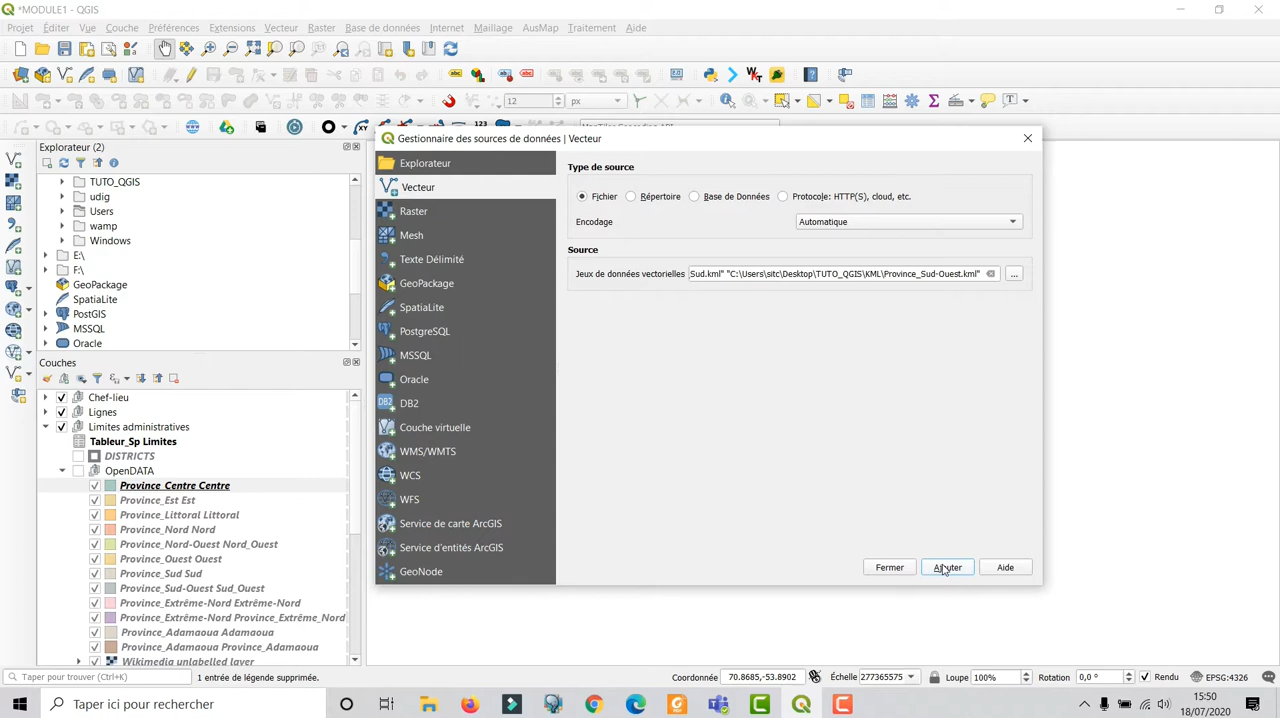 *MODULE1 - QGIS
Projet Éditer Vue Couche Préférences Extensions Vecteur Raster Base de données Internet Maillage AusMap Traitement Aide
12 px
123
Explorateur (2)
TUTO_QGIS
udig
Users
wamp
Windows
E:\
F:\
GeoPackage
SpatiaLite
PostGIS
MSSQL
Oracle
Couches
Chef-lieu
Lignes
Limites administratives
Tableur_Sp Limites
DISTRICTS
OpenDATA
Province_Centre Centre
Province_Est Est
Province_Littoral Littoral
Province_Nord Nord
Province_Nord-Ouest Nord_Ouest
Province_Ouest Ouest
Province_Sud Sud
Province_Sud-Ouest Sud_Ouest
Province_Extrême-Nord Extrême-Nord
Province_Extrême-Nord Province_Extrême_Nord
Province_Adamaoua Adamaoua
Province_Adamaoua Province_Adamaoua
Wikimedia unlabelled layer
Gestionnaire des sources de données | Vecteur
Explorateur
Vecteur
Raster
Mesh
Texte Délimité
GeoPackage
SpatiaLite
PostgreSQL
MSSQL
Oracle
DB2
Couche virtuelle
WMS/WMTS
WCS
WFS
Service de carte ArcGIS
Service d'entités ArcGIS
GeoNode
Type de source
Fichier Répertoire Base de Données Protocole: HTTP(S), cloud, etc.
Encodage Automatique
Source
Jeux de données vectorielles Sud.kml" "C:\Users\sitc\Desktop\TUTO_QGIS\KML\Province_Sud-Ouest.kml" ...
Fermer Ajouter Aide
Taper pour trouver (Ctrl+K) 1 entrée de légende supprimée. Coordonnée 70.8685,-53.8902 Échelle 277365575 Loupe 100% Rotation 0,0 ° Rendu EPSG:4326
Taper ici pour rechercher
15:50
18/07/2020